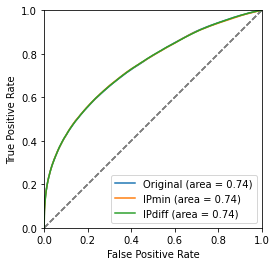 1.0
0.8
0.6
0.4
0.2
0.0
True Positive Rate
Original (area = 0.74)
IPmin (area = 0.74)
IPdiff (area = 0.74)
0.0 0.2 0.4 0.6 0.8 1.0
False Positive Rate